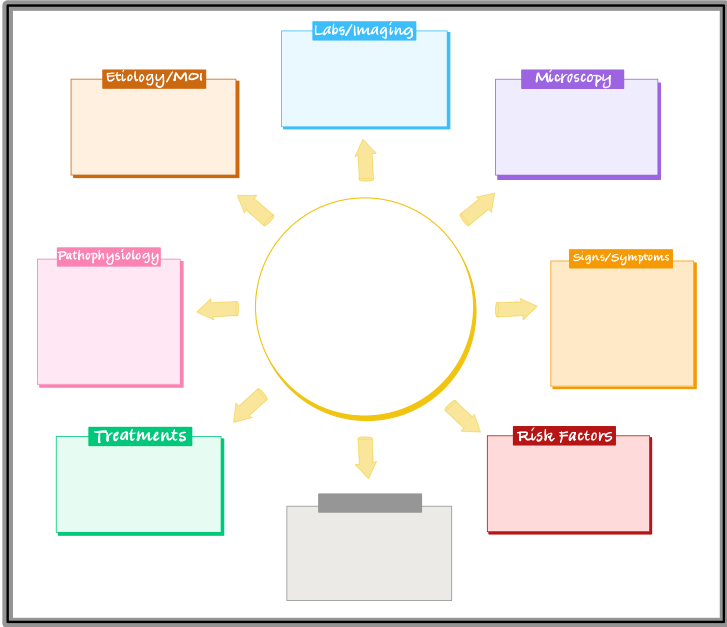 Labs/Imaging
Etiology/MOI
Microscopy
Pathophysiology
Signs/Symptoms
Treatments
Risk Factors